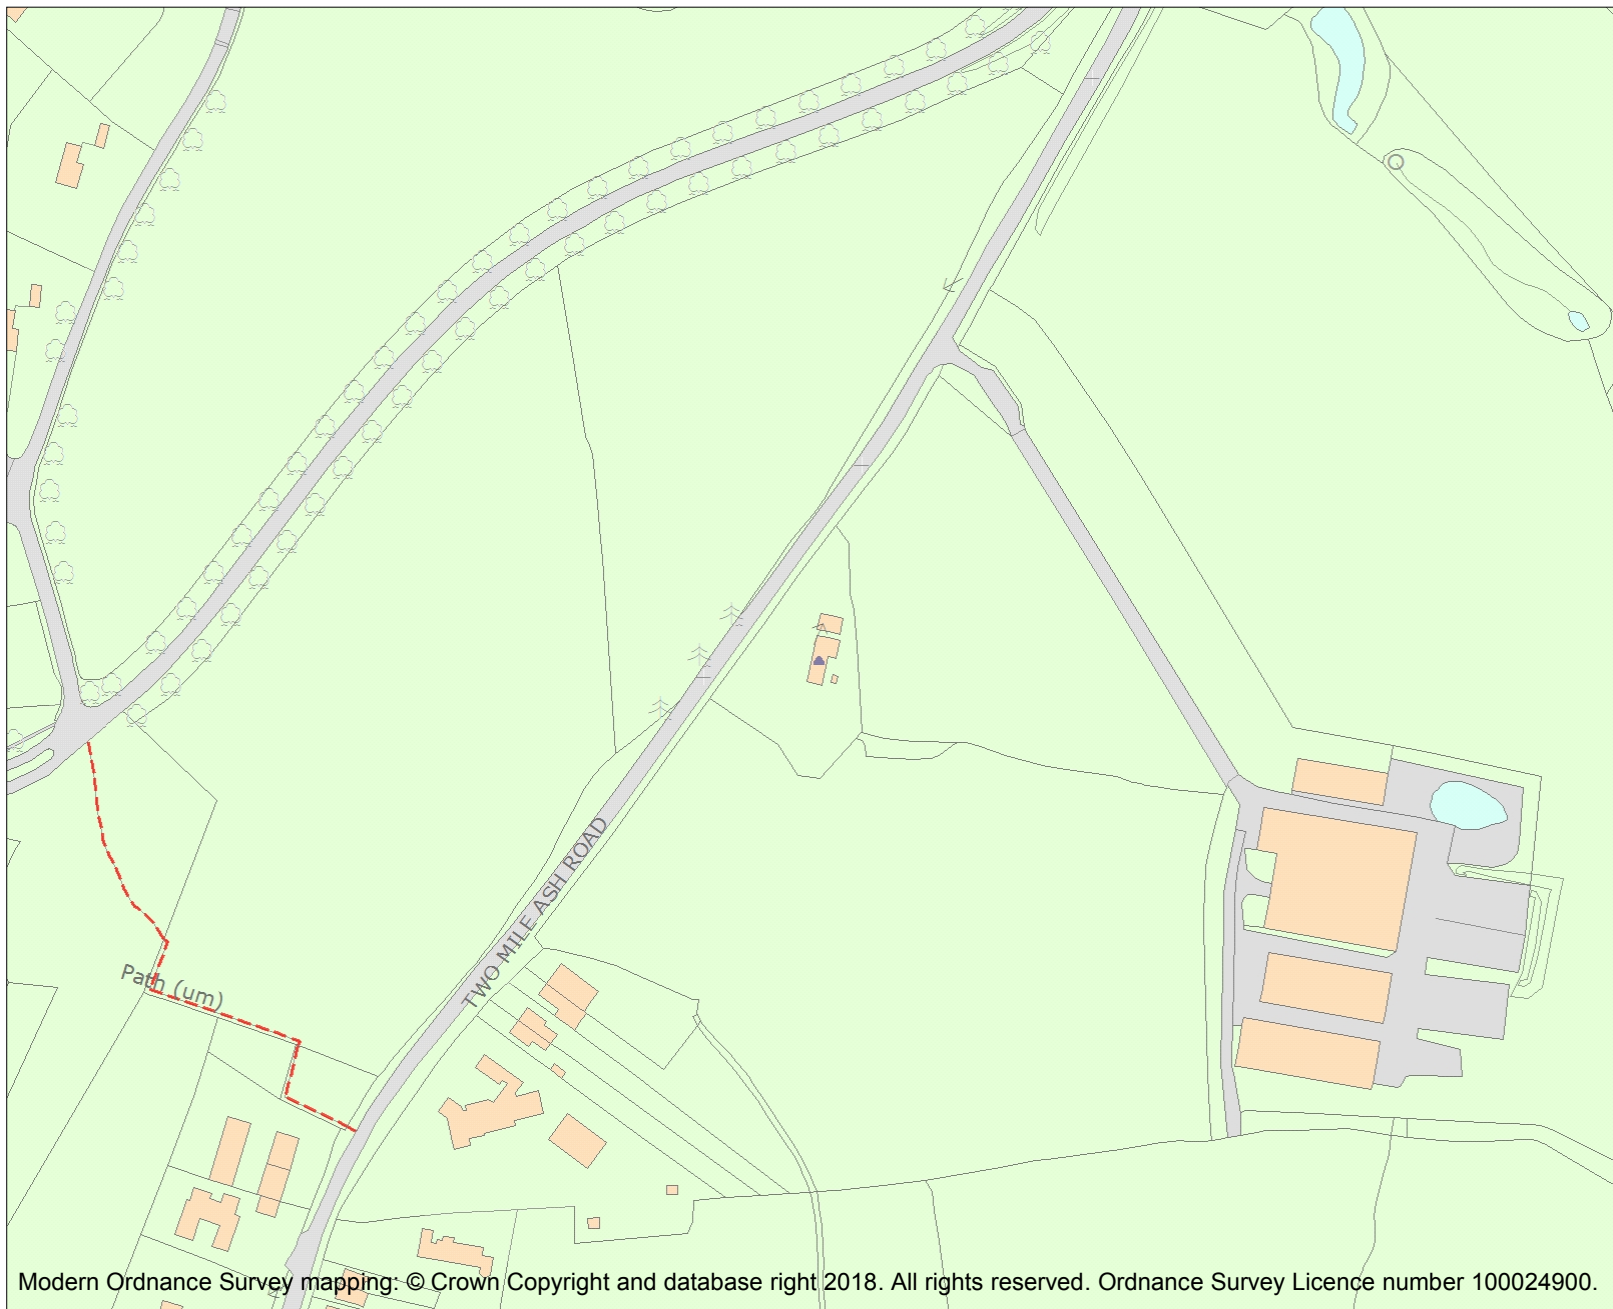 TWO MILE ASH ROAD
Path (um)
Modern Ordnance Survey mapping: © Crown Copyright and database right 2018. All rights reserved. Ordnance Survey Licence number 100024900.